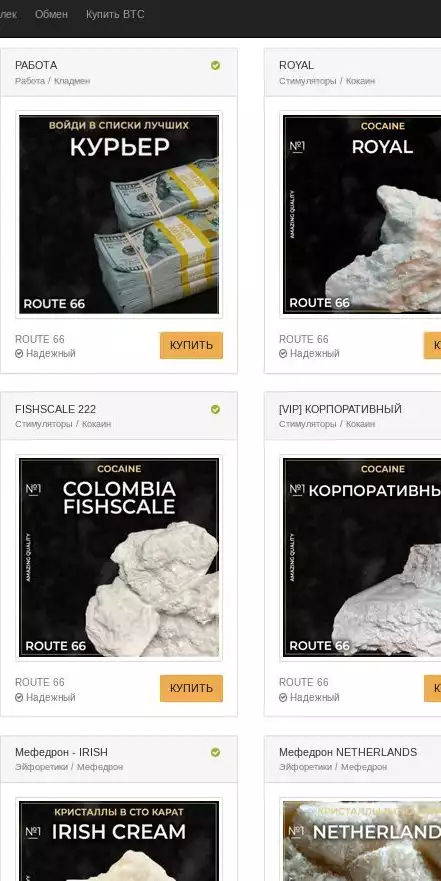 лек Обмен Купить BTC
РАБОТА
Работа / Кладмен
ВОЙДИ В СПИСКИ ЛУЧШИХ
КУРЬЕР
ROUTE 66
ROUTE 66
Надежный
КУПИТЬ
ROYAL
Стимуляторы / Кокаин
COCAINE
№1
ROYAL
AMAZING QUALITY
ROUTE 66
ROUTE 66
Надежный
К
FISHSCALE 222
Стимуляторы / Кокаин
COCAINE
№1
COLOMBIA
FISHSCALE
AMAZING QUALITY
ROUTE 66
ROUTE 66
Надежный
КУПИТЬ
[VIP] КОРПОРАТИВНЫЙ
Стимуляторы / Кокаин
COCAINE
№1
КОРПОРАТИВНЫ
AMAZING QUALITY
ROUTE 66
ROUTE 66
Надежный
К
Мефедрон - IRISH
Эйфоретики / Мефедрон
КРИСТАЛЛЫ В СТО КАРАТ
№1
IRISH CREAM
Мефедрон NETHERLANDS
Эйфоретики / Мефедрон
КРИСТАЛЛЫ В СТО КАРАТ
№1
NETHERLAND